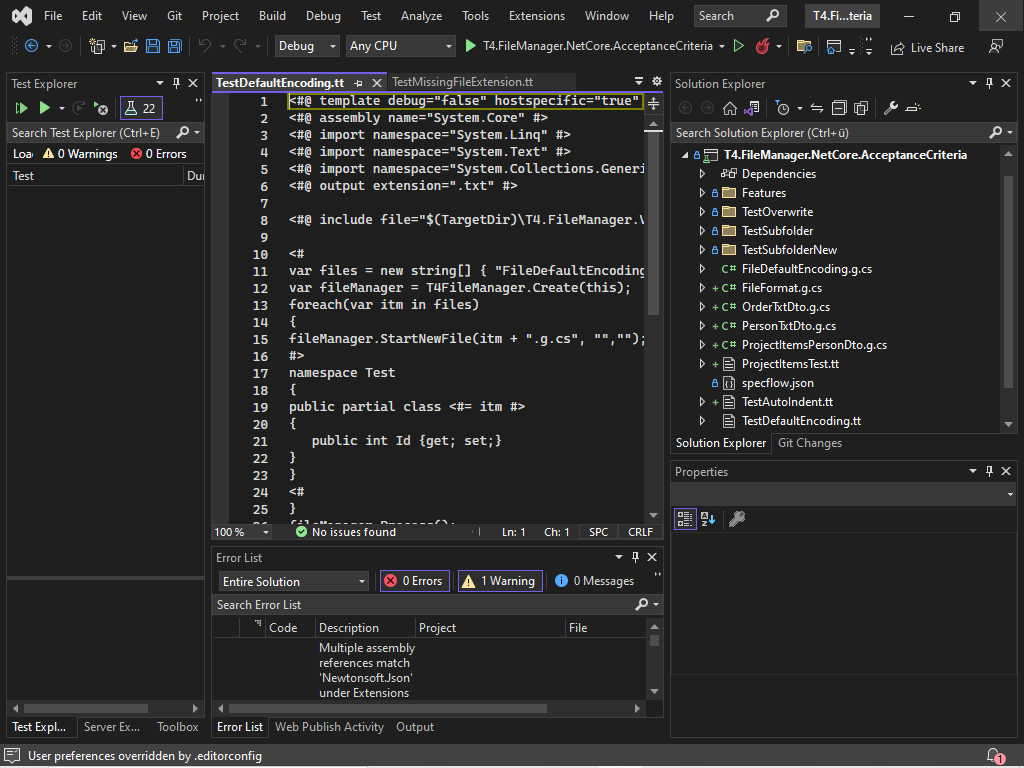 File Edit View Git Project Build Debug Test Analyze Tools Extensions Window Help Search T4.Fi...teria
Debug Any CPU T4.FileManager.NetCore.AcceptanceCriteria Live Share
Test Explorer
22
Search Test Explorer (Ctrl+E)
Loa 0 Warnings 0 Errors
Test Dur
TestDefaultEncoding.tt TestMissingFileExtension.tt
1 <#@ template debug="false" hostspecific="true"
2 <#@ assembly name="System.Core" #>
3 <#@ import namespace="System.Linq" #>
4 <#@ import namespace="System.Text" #>
5 <#@ import namespace="System.Collections.Generi
6 <#@ output extension=".txt" #>
7
8 <#@ include file="$(TargetDir)\T4.FileManager.V
9
10 <#
11 var files = new string[] { "FileDefaultEncoding
12 var fileManager = T4FileManager.Create(this);
13 foreach(var itm in files)
14 {
15 fileManager.StartNewFile(itm + ".g.cs", "","");
16 #>
17 namespace Test
18 {
19 public partial class <#= itm #>
20 {
21 public int Id {get; set;}
22 }
23 }
24 <#
25 }
26 fileManager.Process();
100 % No issues found Ln: 1 Ch: 1 SPC CRLF
Error List
Entire Solution 0 Errors 1 Warning 0 Messages
Search Error List
Code Description Project File
Multiple assembly
references match
'Newtonsoft.Json'
under Extensions
Solution Explorer
Search Solution Explorer (Ctrl+ü)
T4.FileManager.NetCore.AcceptanceCriteria
Dependencies
Features
TestOverwrite
TestSubfolder
TestSubfolderNew
C# FileDefaultEncoding.g.cs
+ C# FileFormat.g.cs
+ C# OrderTxtDto.g.cs
+ C# PersonTxtDto.g.cs
+ C# ProjectItemsPersonDto.g.cs
+ ProjectItemsTest.tt
specflow.json
+ TestAutoIndent.tt
TestDefaultEncoding.tt
Solution Explorer Git Changes
Properties
Test Expl... Server Ex... Toolbox Error List Web Publish Activity Output
User preferences overridden by .editorconfig 1